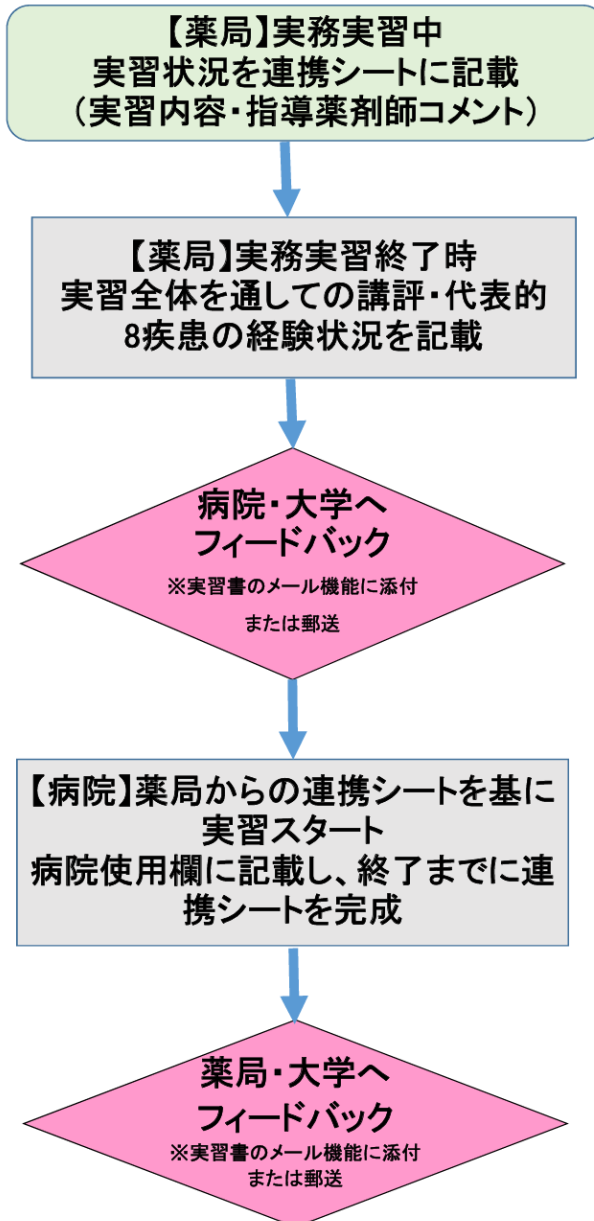 【薬局】実務実習中
実習状況を連携シートに記載
（実習内容・指導薬剤師コメント）
【薬局】実務実習終了時
実習全体を通しての講評・代表的
8疾患の経験状況を記載
病院・大学へ
フィードバック
※実習書のメール機能に添付
または郵送
【病院】薬局からの連携シートを基に
実習スタート
病院使用欄に記載し、終了までに連
携シートを完成
薬局・大学へ
フィードバック
※実習書のメール機能に添付
または郵送